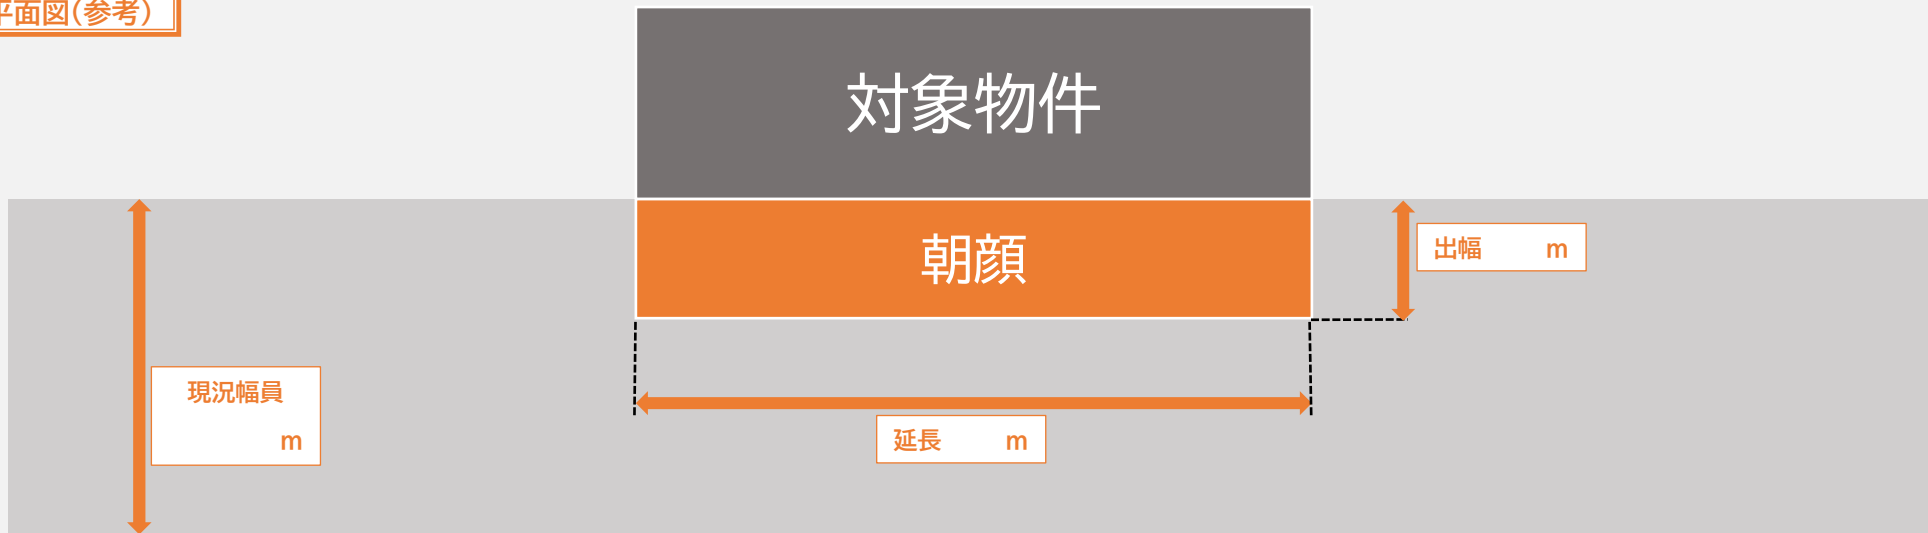 平面図(参考)
対象物件
朝顔
出幅 m
現況幅員
m
延長 m